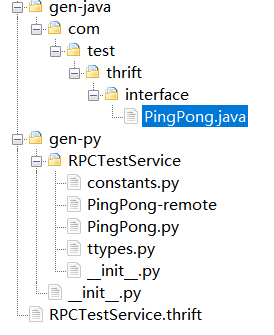 gen-java
com
test
thrift
interface
PingPong.java
gen-py
RPCTestService
constants.py
PingPong-remote
PingPong.py
ttypes.py
__init__.py
__init__.py
RPCTestService.thrift